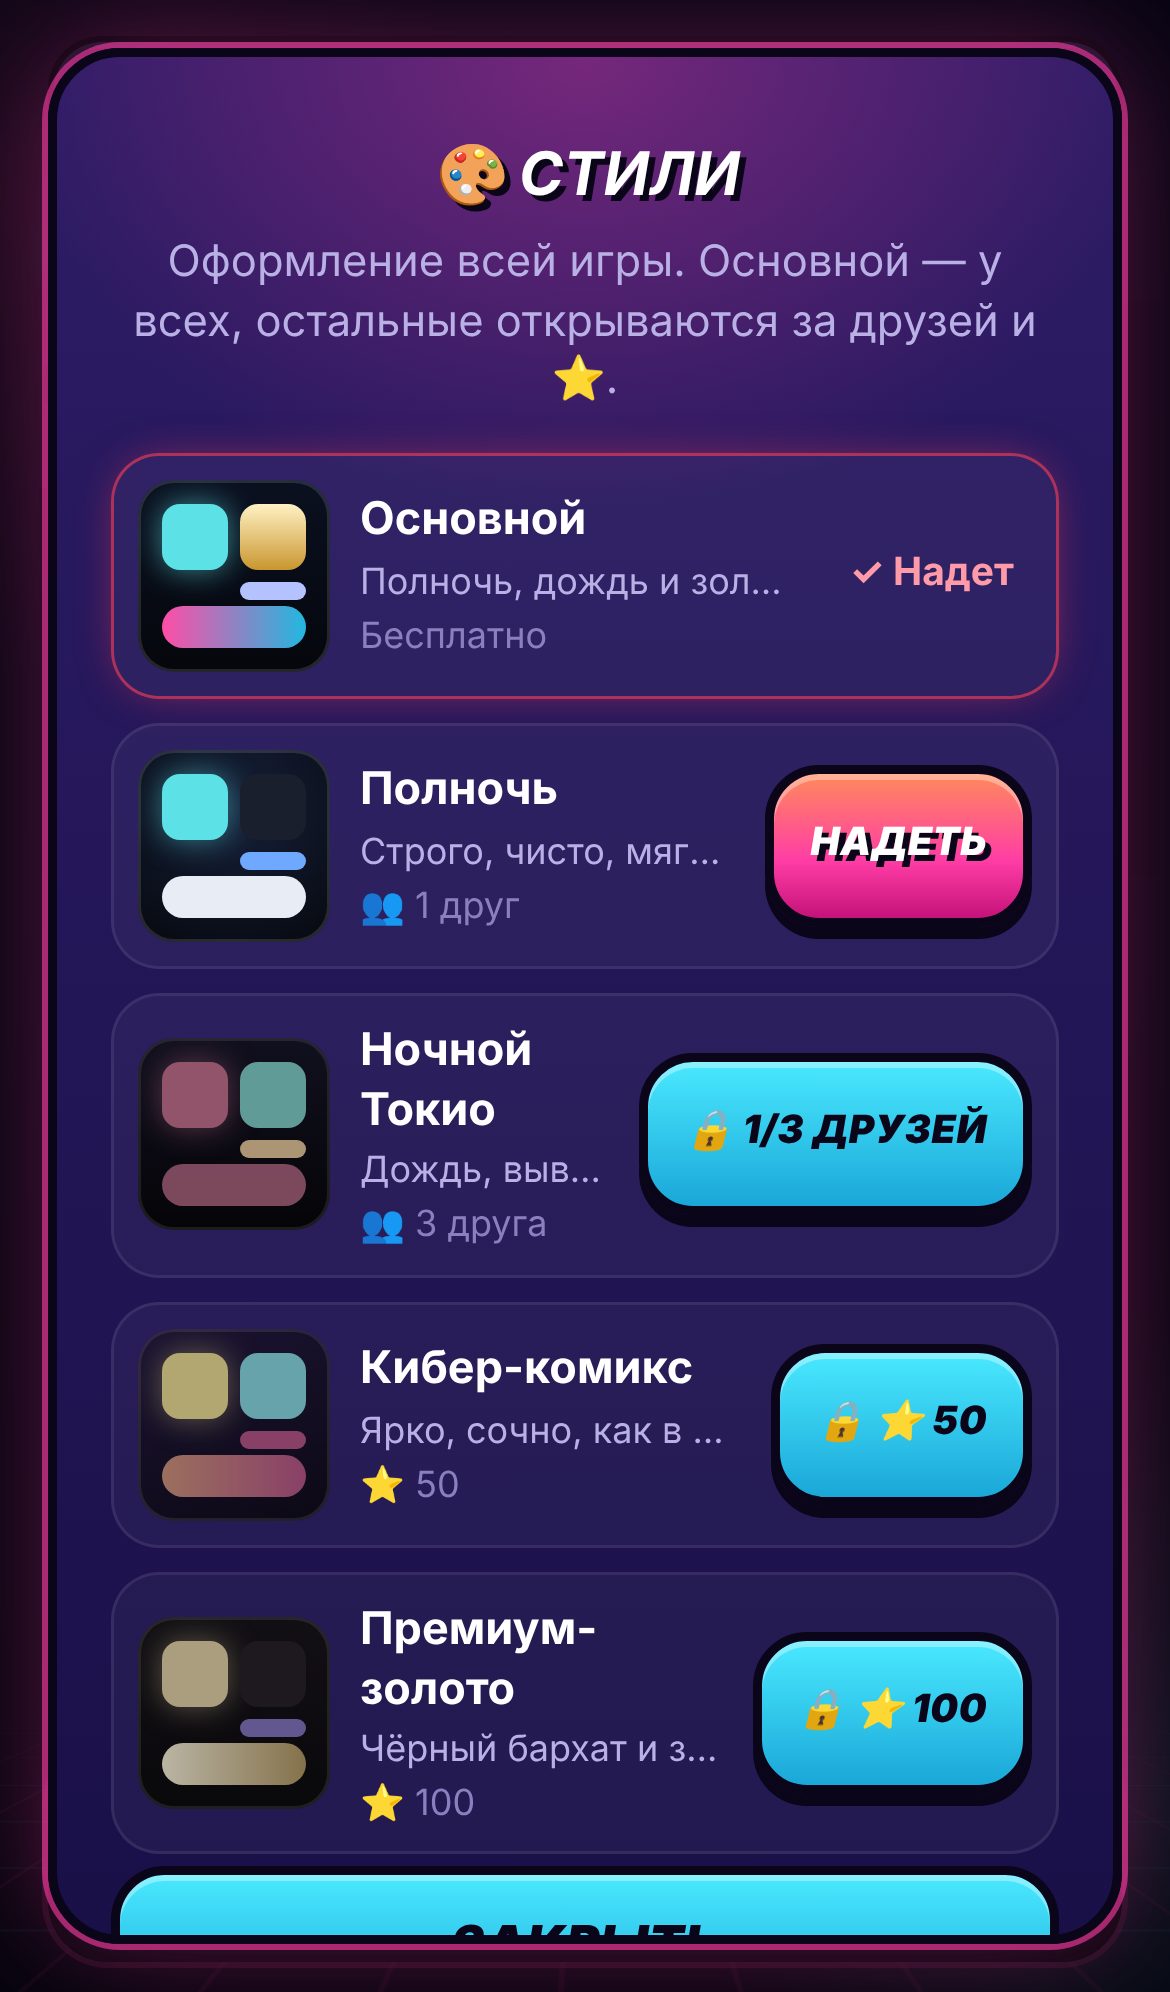 🎨 СТИЛИ
Оформление всей игры. Основной — у
всех, остальные открываются за друзей и
⭐.
Основной
Полночь, дождь и зол...
Бесплатно
✓ Надет
Полночь
Строго, чисто, мяг...
👥 1 друг
НАДЕТЬ
Ночной
Токио
Дождь, выв...
👥 3 друга
🔒 1/3 ДРУЗЕЙ
Кибер-комикс
Ярко, сочно, как в ...
⭐ 50
🔒 ⭐ 50
Премиум-
золото
Чёрный бархат и з...
⭐ 100
🔒 ⭐ 100
ЗАКРЫТЬ